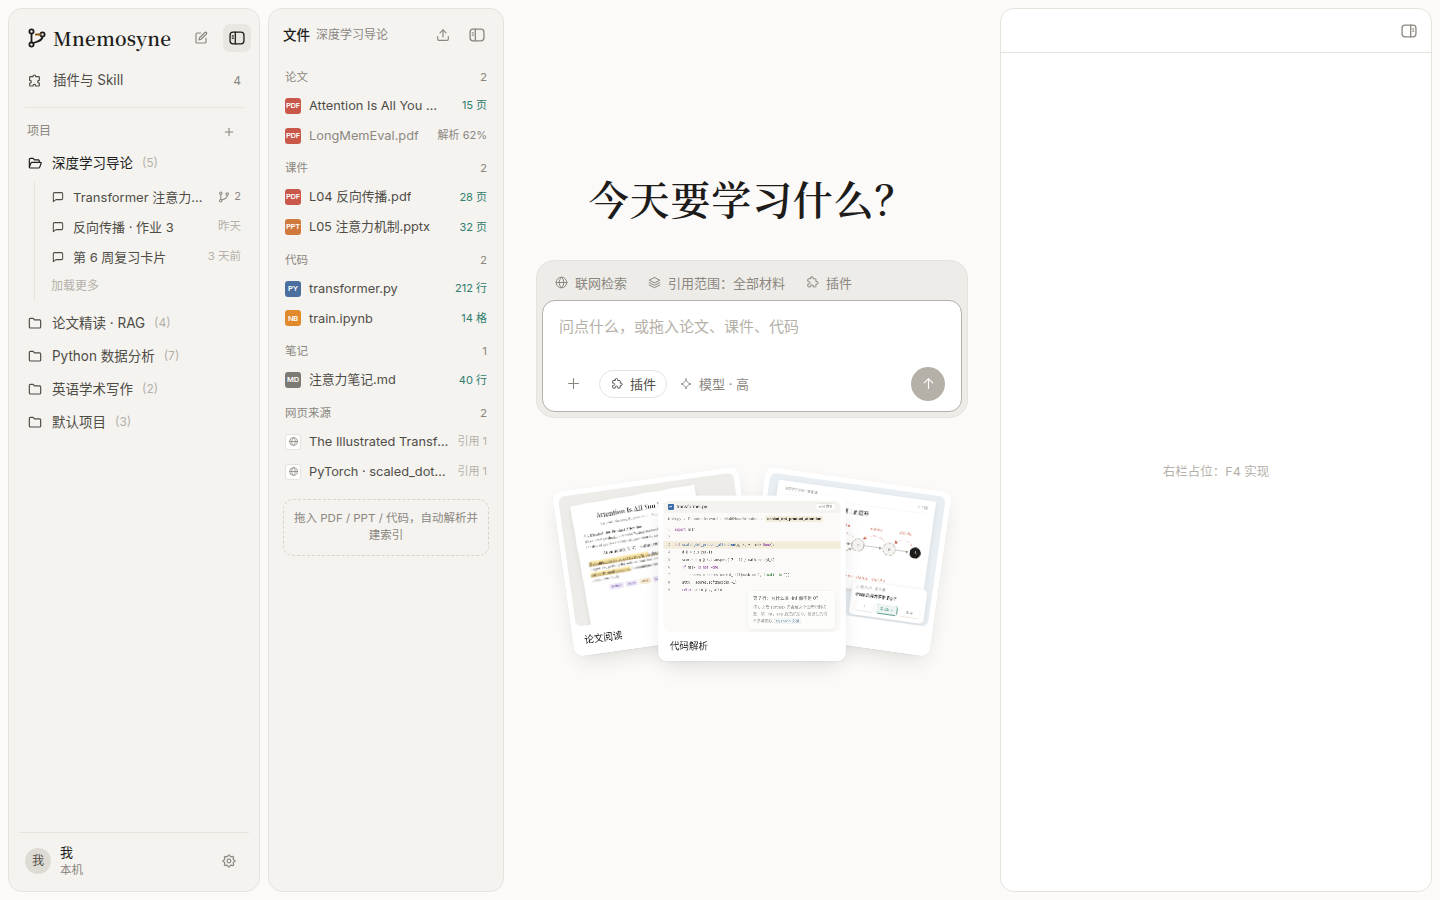 Mnemosyne
插件与 Skill 4
项目
深度学习导论 (5)
Transformer 注意力... 2
反向传播 · 作业 3 昨天
第 6 周复习卡片 3 天前
加载更多
论文精读 · RAG (4)
Python 数据分析 (7)
英语学术写作 (2)
默认项目 (3)
我 我
本机
文件 深度学习导论
论文 2
PDF Attention Is All You ... 15 页
PDF LongMemEval.pdf 解析 62%
课件 2
PDF L04 反向传播.pdf 28 页
PPT L05 注意力机制.pptx 32 页
代码 2
PY transformer.py 212 行
NB train.ipynb 14 格
笔记 1
MD 注意力笔记.md 40 行
网页来源 2
The Illustrated Transf... 引用 1
PyTorch · scaled_dot... 引用 1
拖入 PDF / PPT / 代码，自动解析并
建索引
今天要学习什么？
联网检索 引用范围：全部材料 插件
问点什么，或拖入论文、课件、代码
插件 模型 · 高
Attention Is All You
论文阅读
transformer.py
代码解析
右栏占位：F4 实现